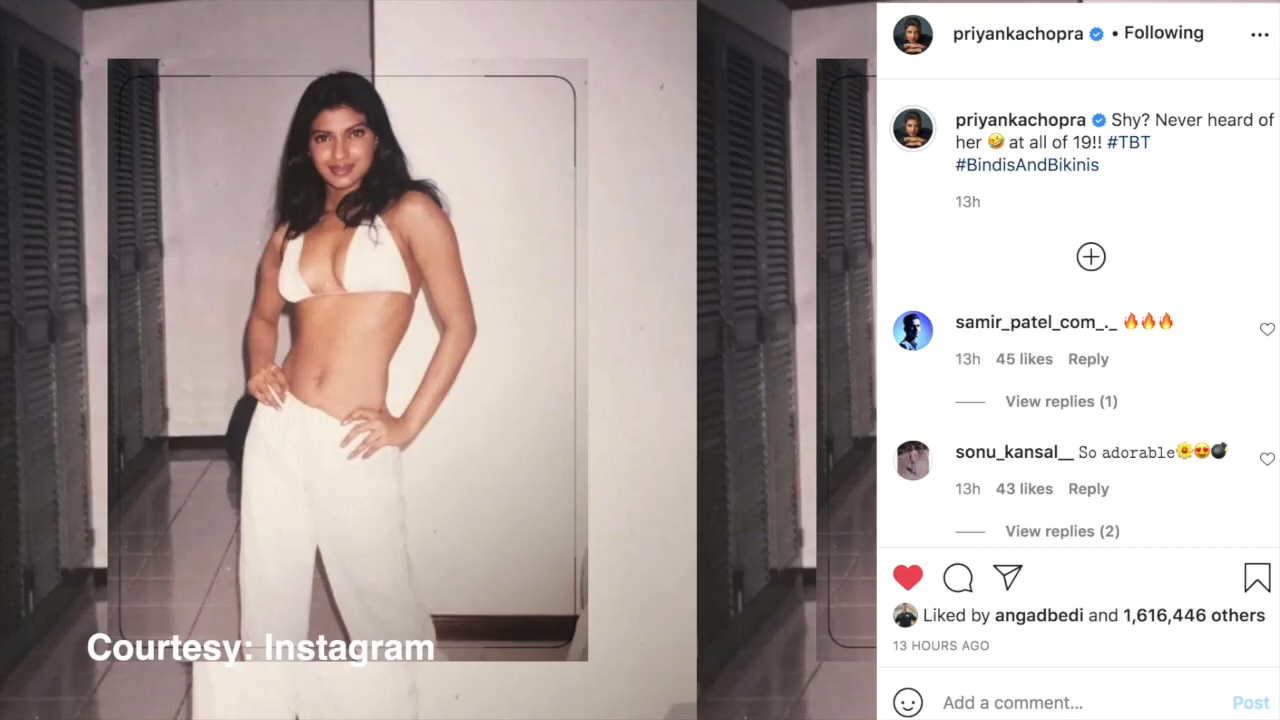 priyankachopra • Following
priyankachopra Shy? Never heard of
her 🤣 at all of 19!! #TBT
#BindisAndBikinis
13h
samir_patel_com_._ 🔥🔥🔥
13h 45 likes Reply
View replies (1)
sonu_kansal__ So adorable🌼😍💣
13h 43 likes Reply
View replies (2)
Liked by angadbedi and 1,616,446 others
13 HOURS AGO
Add a comment... Post
Courtesy: Instagram